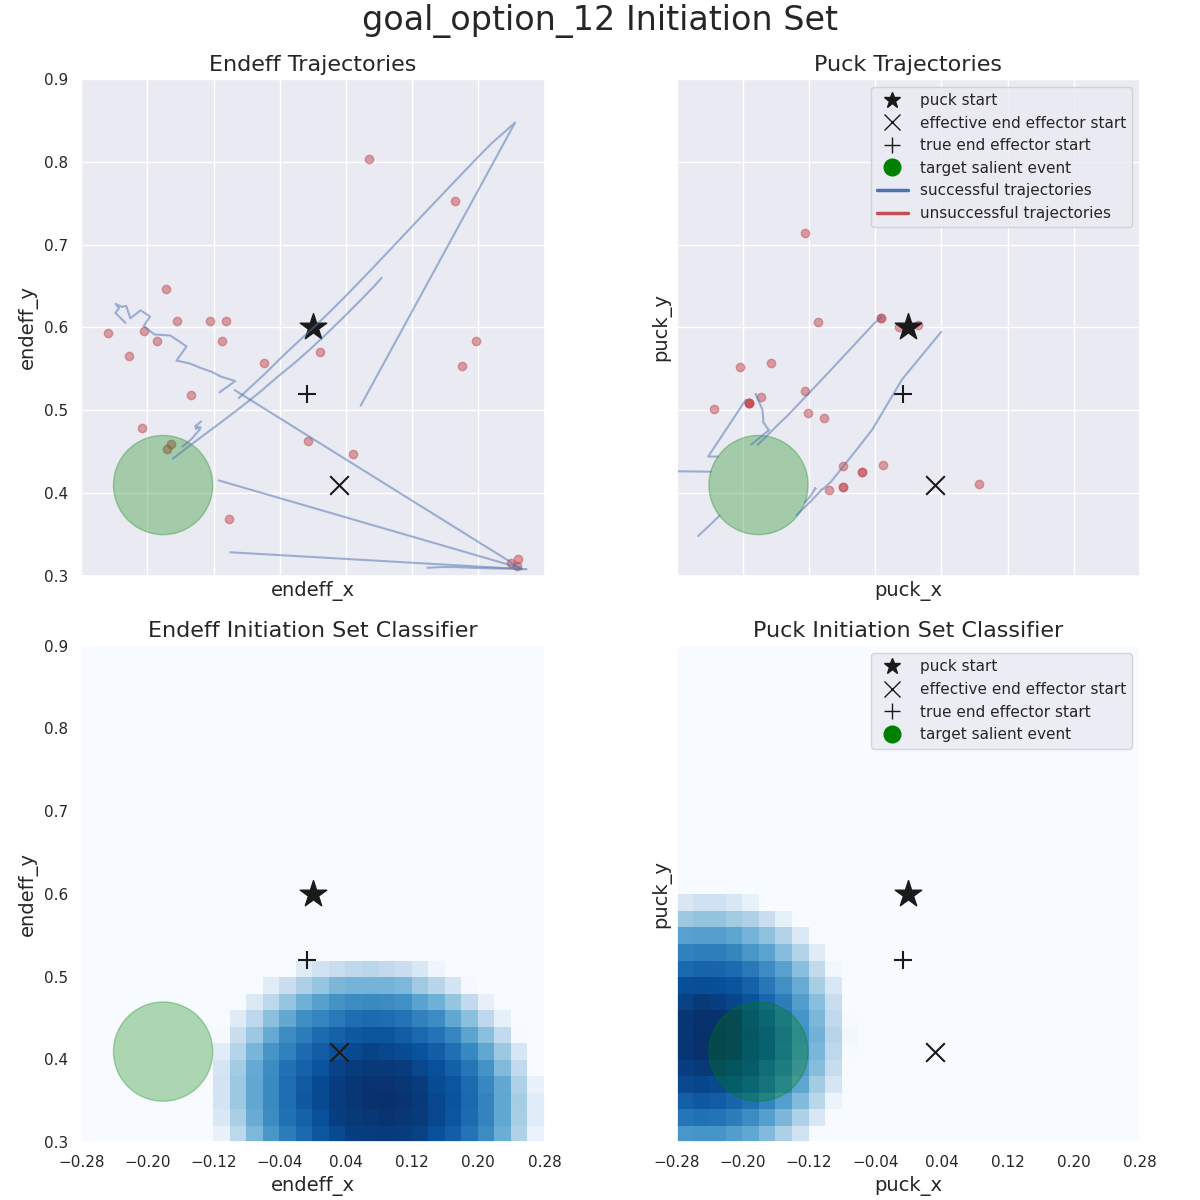 goal_option_12 Initiation Set
Endeff Trajectories
endeff_y
0.9
0.8
0.7
0.6
0.5
0.4
0.3
endeff_x
Puck Trajectories
puck_y
puck start
effective end effector start
true end effector start
target salient event
successful trajectories
unsuccessful trajectories
puck_x
Endeff Initiation Set Classifier
endeff_y
0.9
0.8
0.7
0.6
0.5
0.4
0.3
−0.28 −0.20 −0.12 −0.04 0.04 0.12 0.20 0.28
endeff_x
Puck Initiation Set Classifier
puck_y
puck start
effective end effector start
true end effector start
target salient event
−0.28 −0.20 −0.12 −0.04 0.04 0.12 0.20 0.28
puck_x